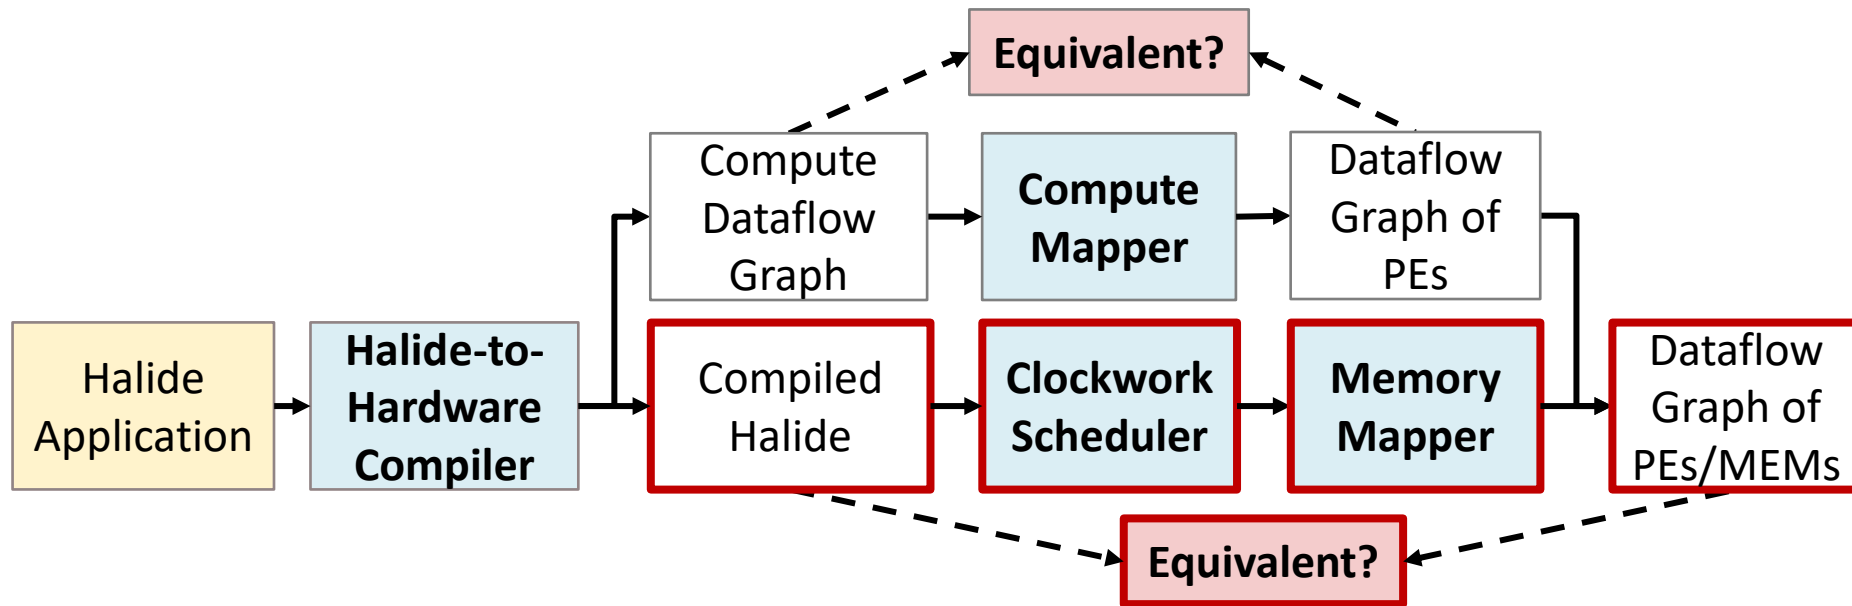 Equivalent?
Compute
Dataflow
Graph
Compute
Mapper
Dataflow
Graph of
PEs
Halide
Application
Halide-to-
Hardware
Compiler
Compiled
Halide
Clockwork
Scheduler
Memory
Mapper
Dataflow
Graph of
PEs/MEMs
Equivalent?